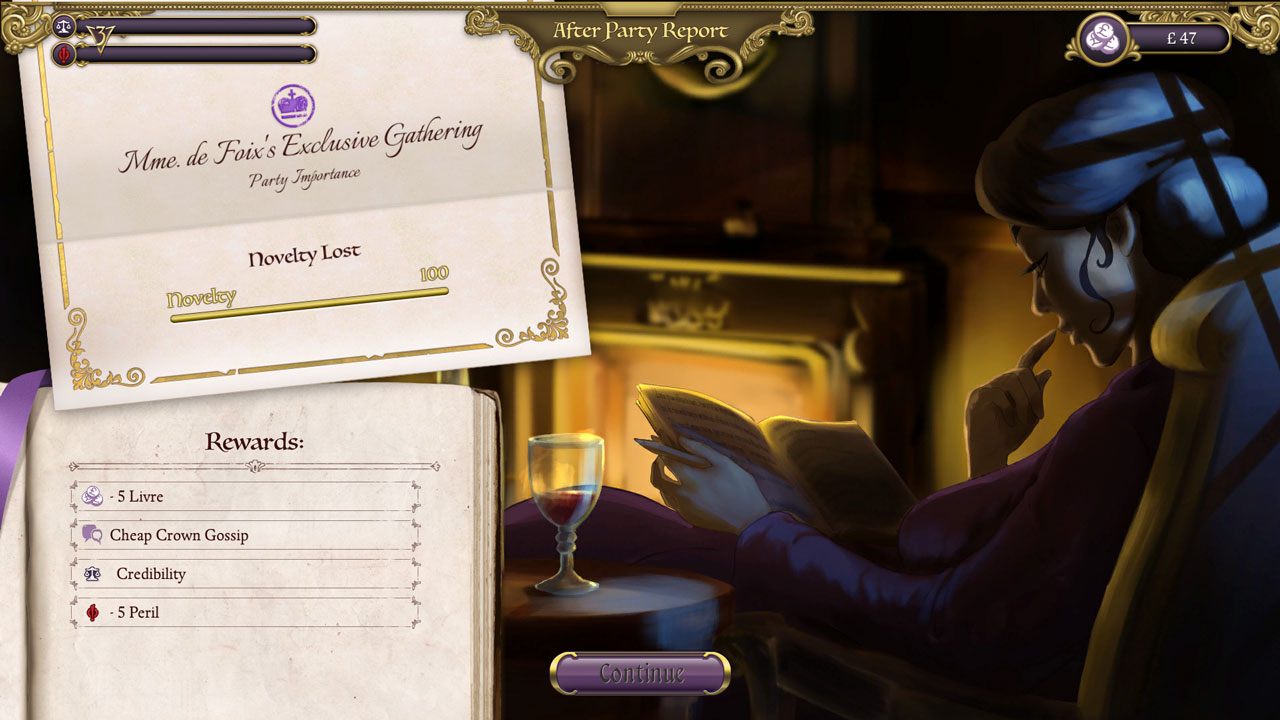 After Party Report
37
£ 47
Mme. de Foix's Exclusive Gathering
Party Importance
Novelty Lost
Novelty
100
Rewards:
- 5 Livre
Cheap Crown Gossip
Credibility
- 5 Peril
Continue